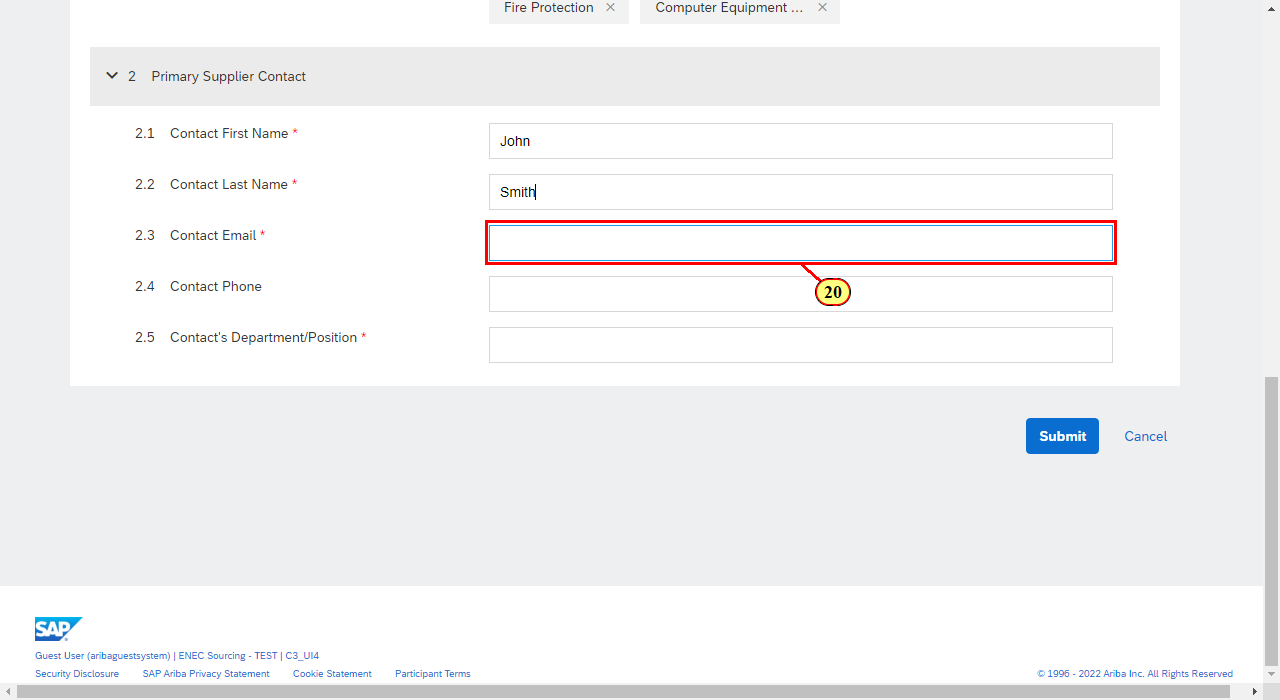 Fire Protection × Computer Equipment ... ×
2 Primary Supplier Contact
2.1 Contact First Name * John
2.2 Contact Last Name * Smith
2.3 Contact Email *
2.4 Contact Phone
20
2.5 Contact's Department/Position *
Submit Cancel
SAP
Guest User (aribaguestsystem) | ENEC Sourcing - TEST | C3_UI4
Security Disclosure SAP Ariba Privacy Statement Cookie Statement Participant Terms © 1996 - 2022 Ariba Inc. All Rights Reserved